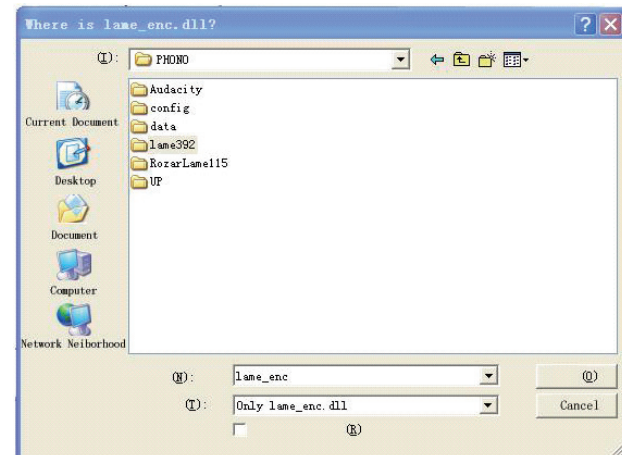 Where is lame_enc.dll?
(I): PHONO
Audacity
config
data
lame392
RozarLame115
UP
Current Document
Desktop
Document
Computer
Network Neiborhood
(N): lame_enc (O)
(T): Only lame_enc.dll Cancel
(R)